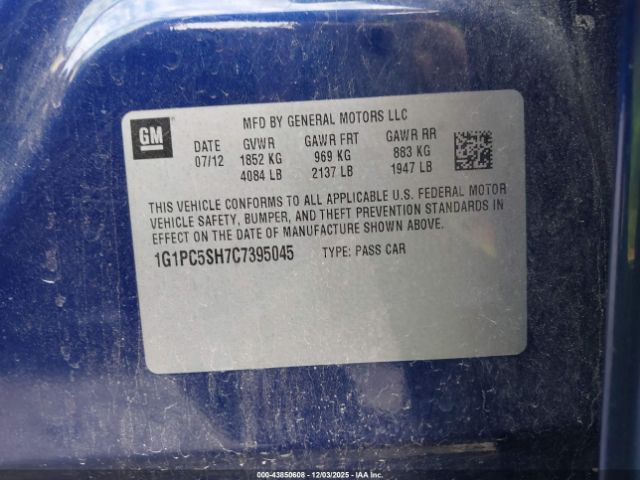 GM
MFD BY GENERAL MOTORS LLC
DATE GVWR GAWR FRT GAWR RR
07/12 1852 KG 969 KG 883 KG
4084 LB 2137 LB 1947 LB
THIS VEHICLE CONFORMS TO ALL APPLICABLE U.S. FEDERAL MOTOR
VEHICLE SAFETY, BUMPER, AND THEFT PREVENTION STANDARDS IN
EFFECT ON THE DATE OF MANUFACTURE SHOWN ABOVE.
1G1PC5SH7C7395045 TYPE: PASS CAR
000-43850608 - 12/03/2025 - IAA Inc.